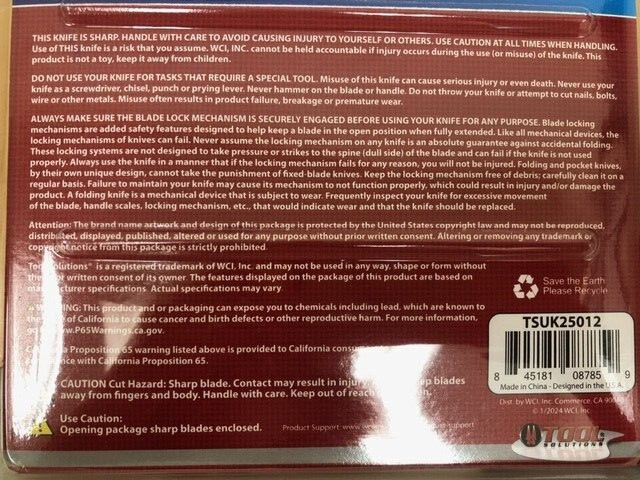 THIS KNIFE IS SHARP. HANDLE WITH CARE TO AVOID CAUSING INJURY TO YOURSELF OR OTHERS. USE CAUTION AT ALL TIMES WHEN HANDLING.
Use of THIS knife is a risk that you assume. WCI, INC. cannot be held accountable if injury occurs during the use (or misuse) of the knife. This
product is not a toy, keep it away from children.
DO NOT USE YOUR KNIFE FOR TASKS THAT REQUIRE A SPECIAL TOOL. Misuse of this knife can cause serious injury or even death. Never use your
knife as a screwdriver, chisel, punch or prying lever. Never hammer on the blade or handle. Do not throw your knife or attempt to cut nails, bolts,
wire or other metals. Misuse often results in product failure, breakage or premature wear.
ALWAYS MAKE SURE THE BLADE LOCK MECHANISM IS SECURELY ENGAGED BEFORE USING YOUR KNIFE FOR ANY PURPOSE. Blade locking
mechanisms are added safety features designed to help keep a blade in the open position when fully extended. Like all mechanical devices, the
locking mechanisms of knives can fail. Never assume the locking mechanism on any knife is an absolute guarantee against accidental folding.
These locking systems are not designed to take pressure or strikes to the spine (dull side) of the blade and can fail if the knife is not used
properly. Always use the knife in a manner that if the locking mechanism fails for any reason, you will not be injured. Folding and pocket knives,
by their own unique design, cannot take the punishment of fixed-blade knives. Keep the locking mechanism free of debris; carefully clean it on a
regular basis. Failure to maintain your knife may cause its mechanism to not function properly, which could result in injury and/or damage the
product. A folding knife is a mechanical device that is subject to wear. Frequently inspect your knife for excessive movement
of the blade, handle scales, locking mechanism, etc., that would indicate wear and that the knife should be replaced.
Attention: The brand name artwork and design of this package is protected by the United States copyright law and may not be reproduced,
distributed, displayed, published, altered or used for any purpose without prior written consent. Altering or removing any trademark or
copyright notice from this package is strictly prohibited
Tool Solutions™ is a registered trademark of WCI, Inc. and may not be used in any way, shape or form without
written consent of its owner. The features displayed on the package of this product are based on
manufacturer specifications. Actual specifications may vary
Save the Earth
Please Recycle
WARNING: This product and/or packaging can expose you to chemicals including lead, which are known to
the of California to cause cancer and birth defects or other reproductive harm. For more information,
go www.P65Warnings.ca.gov.
TSUK25012
8 45181 08785 9
Made in China - Designed in the U.S.A.
Dist. by WCI, Inc. Commerce, CA
© 1/2024 WCI, Inc
California Proposition 65 warning listed above is provided to California
with California Proposition 65.
CAUTION Cut Hazard: Sharp blade. Contact may result in injury. Keep blades
away from fingers and body. Handle with care. Keep out of reach children.
Use Caution:
Opening package sharp blades enclosed.
Product Support:
TOOL
SOLUTIONS